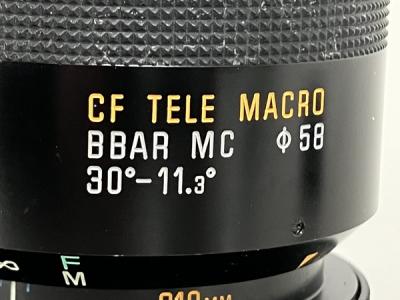 CF TELE MACRO
BBAR MC φ58
30°-11.3°
∞ F
M